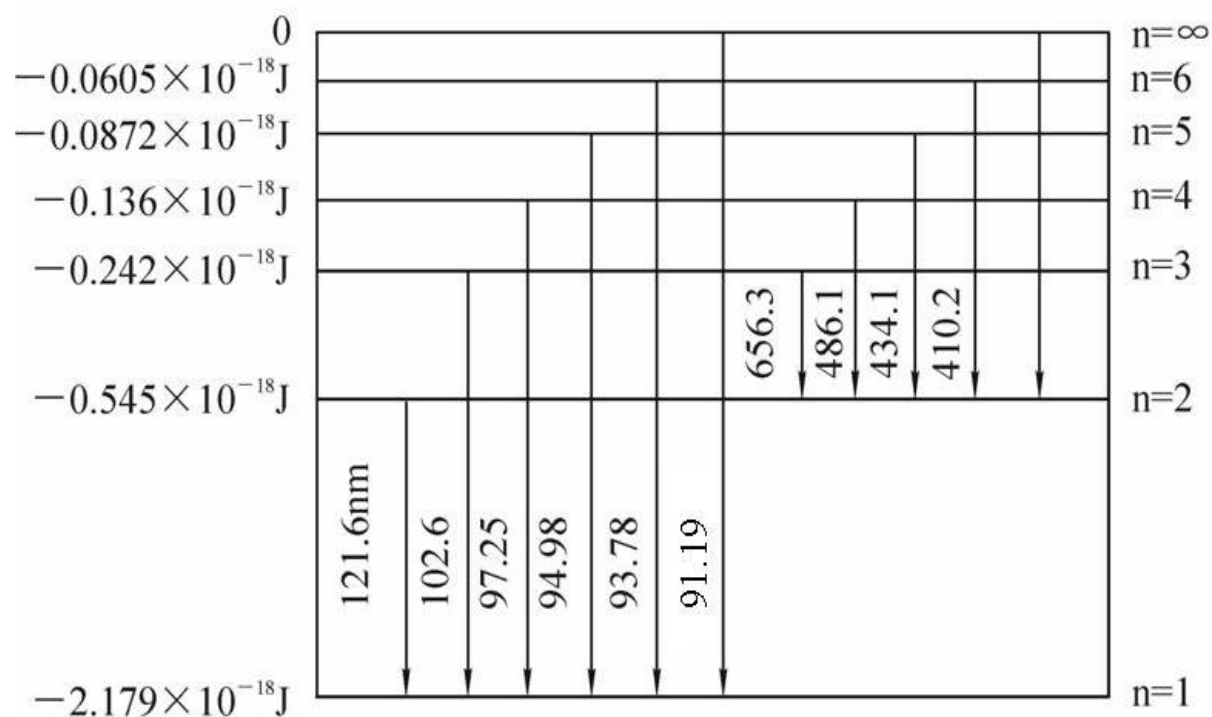 0 n=∞
−0.0605×10⁻¹⁸J n=6
−0.0872×10⁻¹⁸J n=5
−0.136×10⁻¹⁸J n=4
−0.242×10⁻¹⁸J n=3
656.3 486.1 434.1 410.2
−0.545×10⁻¹⁸J n=2
121.6nm 102.6 97.25 94.98 93.78 91.19
−2.179×10⁻¹⁸J n=1